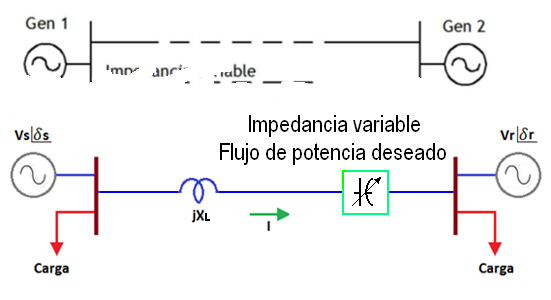 Gen 1
Gen 2
Vs|δs
Vr|δr
Impedancia variable
Flujo de potencia deseado
jXL
I
Carga
Carga